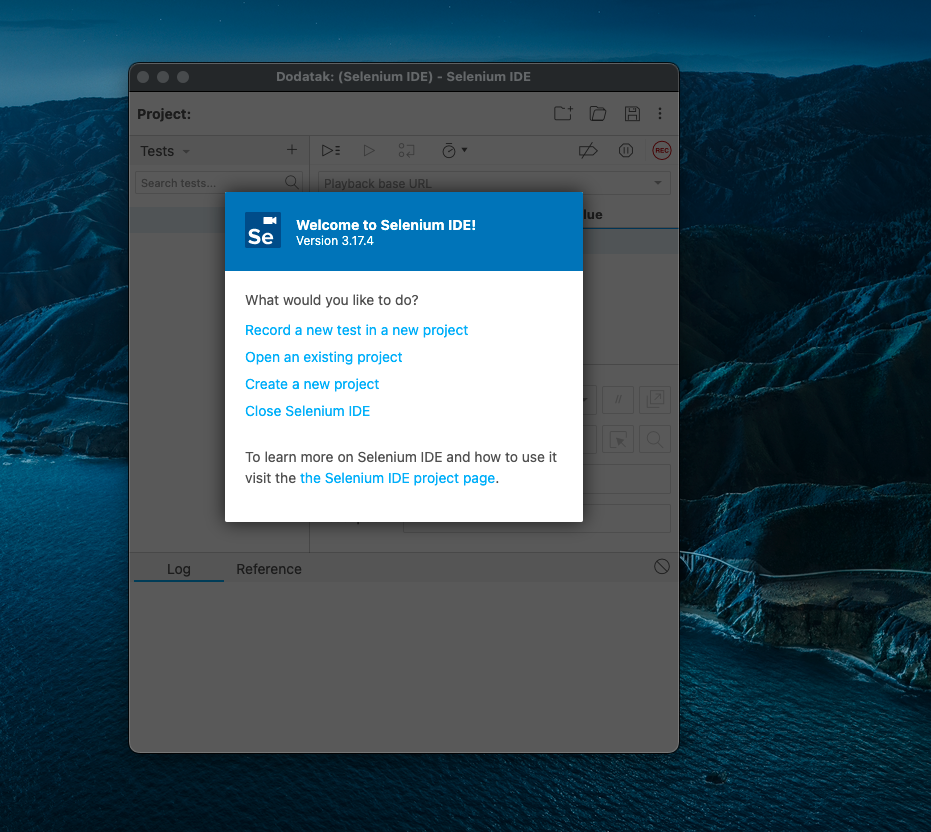 Dodatak: (Selenium IDE) - Selenium IDE
Project:
Tests
REC
Search tests...
Playback base URL
lue
Se
Welcome to Selenium IDE!
Version 3.17.4
What would you like to do?
Record a new test in a new project
Open an existing project
Create a new project
Close Selenium IDE
//
To learn more on Selenium IDE and how to use it
visit the the Selenium IDE project page.
Log
Reference